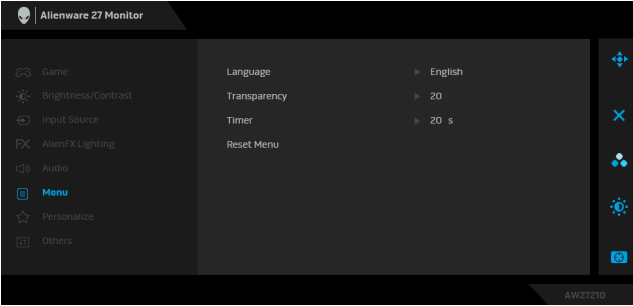 Alienware 27 Monitor
Game
Brightness/Contrast
Input Source
AlienFX Lighting
Audio
Menu
Personalize
Others
Language English
Transparency 20
Timer 20 s
Reset Menu
AW2721D